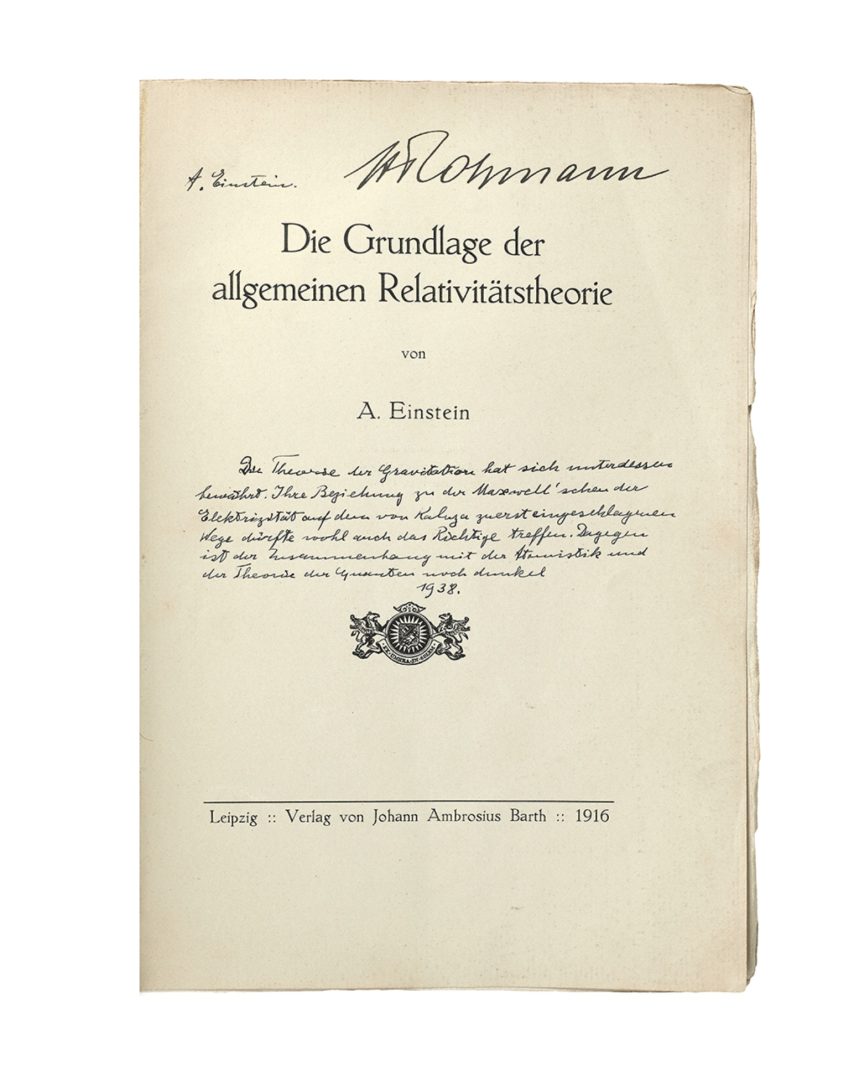 A. Einstein.
Die Grundlage der
allgemeinen Relativitätstheorie
von
A. Einstein
Die Theorie der Gravitation hat sich unterdessen
bewährt. Ihre Beziehung zu der Maxwell'schen der
Elektrizität auf dem von Kaluza zuerst eingeschlagenen
Wege dürfte wohl auch das Richtige treffen. Dagegen
ist der Zusammenhang mit der Atomistik und
der Theorie der Quanten noch dunkel
1938.
Leipzig :: Verlag von Johann Ambrosius Barth :: 1916